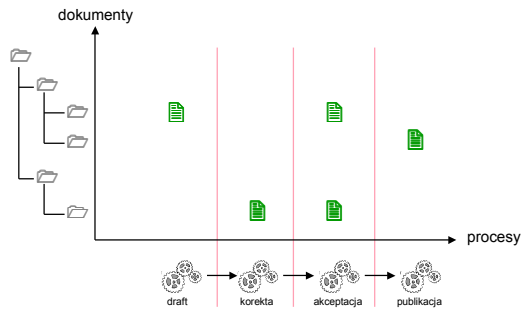 dokumenty
procesy
draft
korekta
akceptacja
publikacja